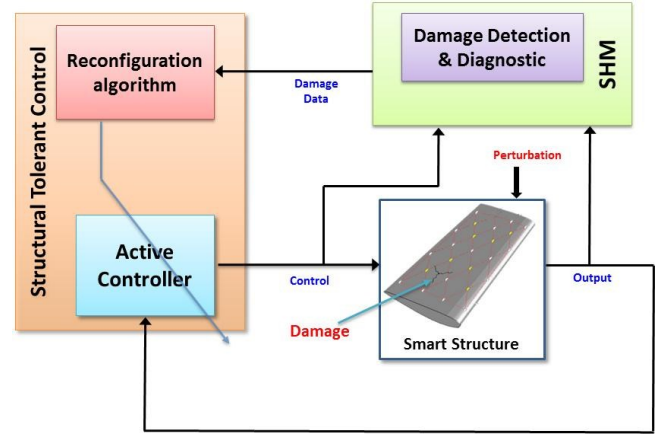 Structural Tolerant Control
Reconfiguration
algorithm
Damage
Data
Damage Detection
& Diagnostic
SHM
Perturbation
Active
Controller
Control
Damage
Smart Structure
Output